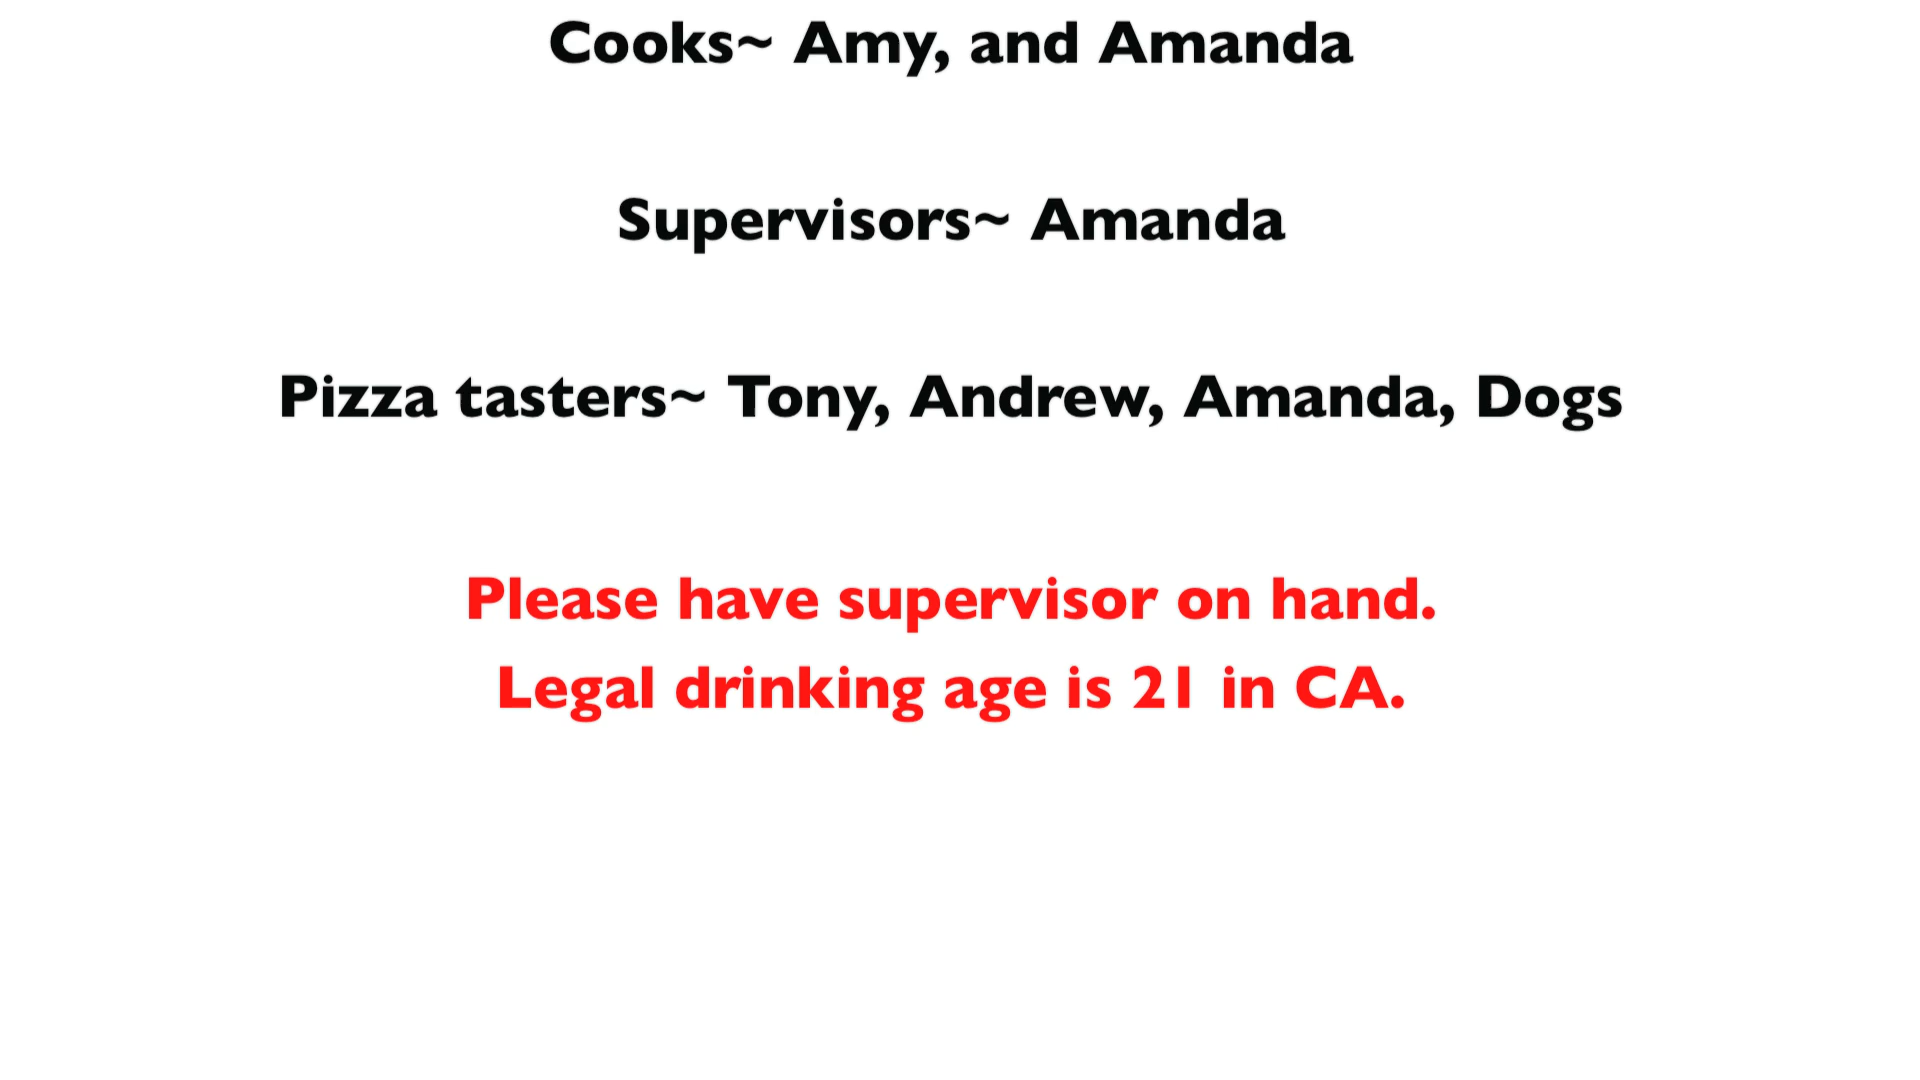 Cooks~ Amy, and Amanda
Supervisors~ Amanda
Pizza tasters~ Tony, Andrew, Amanda, Dogs
Please have supervisor on hand.
Legal drinking age is 21 in CA.